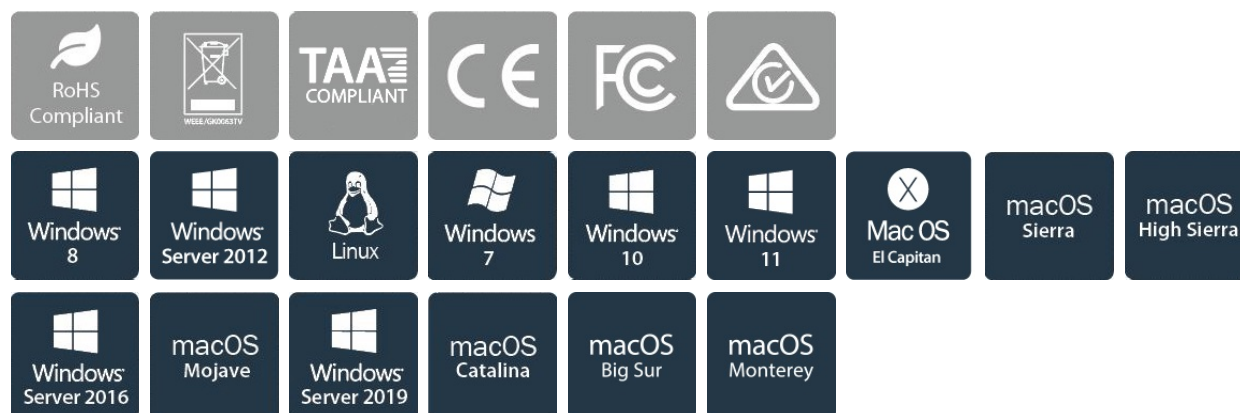 RoHS
Compliant
WEEE/GK0063TV
TAA
COMPLIANT
CE
FC
Windows
8
Windows
Server 2012
Linux
Windows
7
Windows
10
Windows
11
X
Mac OS
El Capitan
macOS
Sierra
macOS
High Sierra
Windows
Server 2016
macOS
Mojave
Windows
Server 2019
macOS
Catalina
macOS
Big Sur
macOS
Monterey